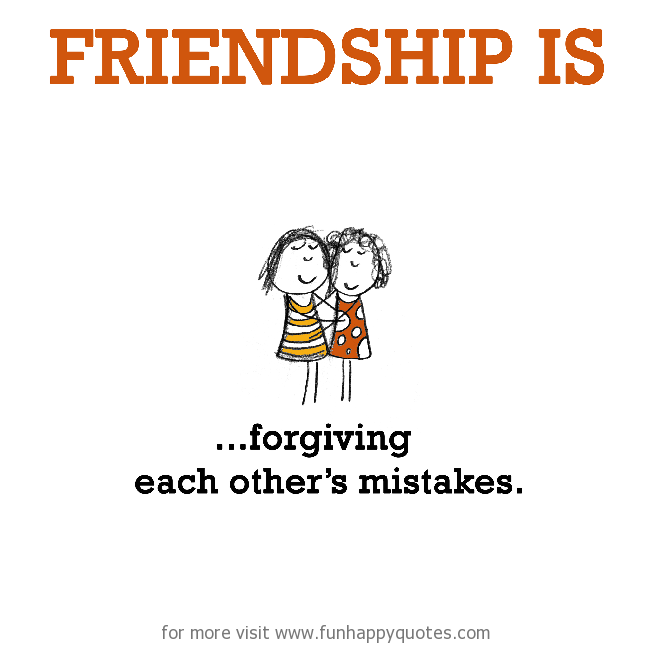 FRIENDSHIP IS
...forgiving
each other's mistakes.
for more visit www.funhappyquotes.com